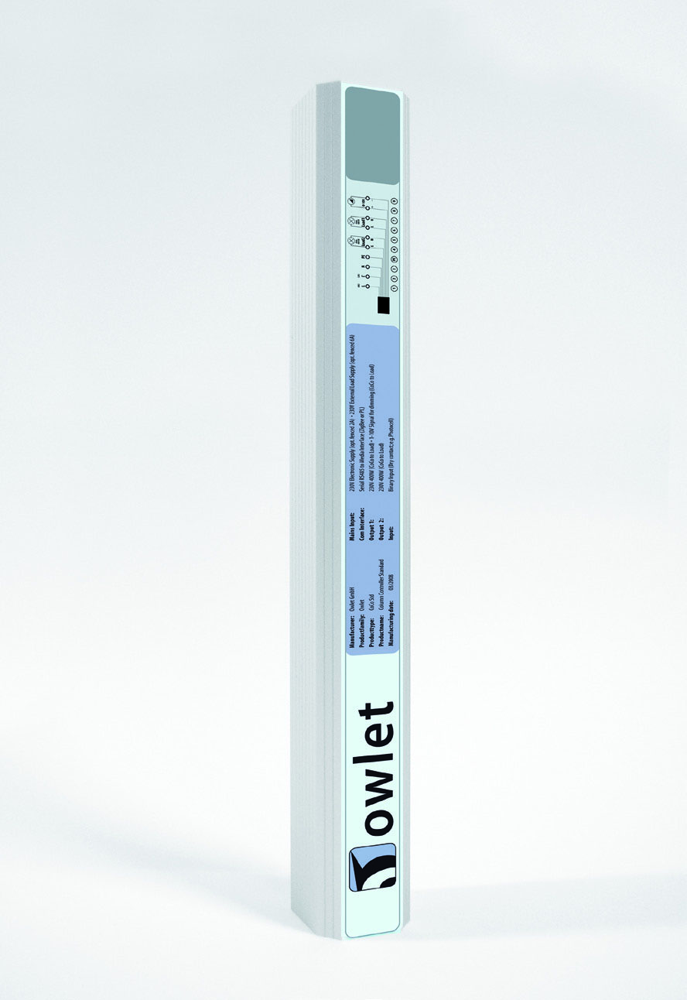 owlet
Manufacturer: Owlet GmbH
Productfamily: Owlet
Producttype: CoCo Std
Productname: Column Controller Standard
Manufacturing date: 03/2008
Mains Input: 230V Electronic Supply (opt. fenced 2A) • 230V External Load Supply (opt. fenced 6A)
Com Interface: Serial RS485 to Media Interface (ZigBee or PL)
Output 1: 230V 400W (CoCo to Load) • 1-10V Signal for dimming (CoCo to Load)
Output 2: 230V 400W (CoCo to Load)
Input: Binary Input (Dry contact; e.g. Photocell)